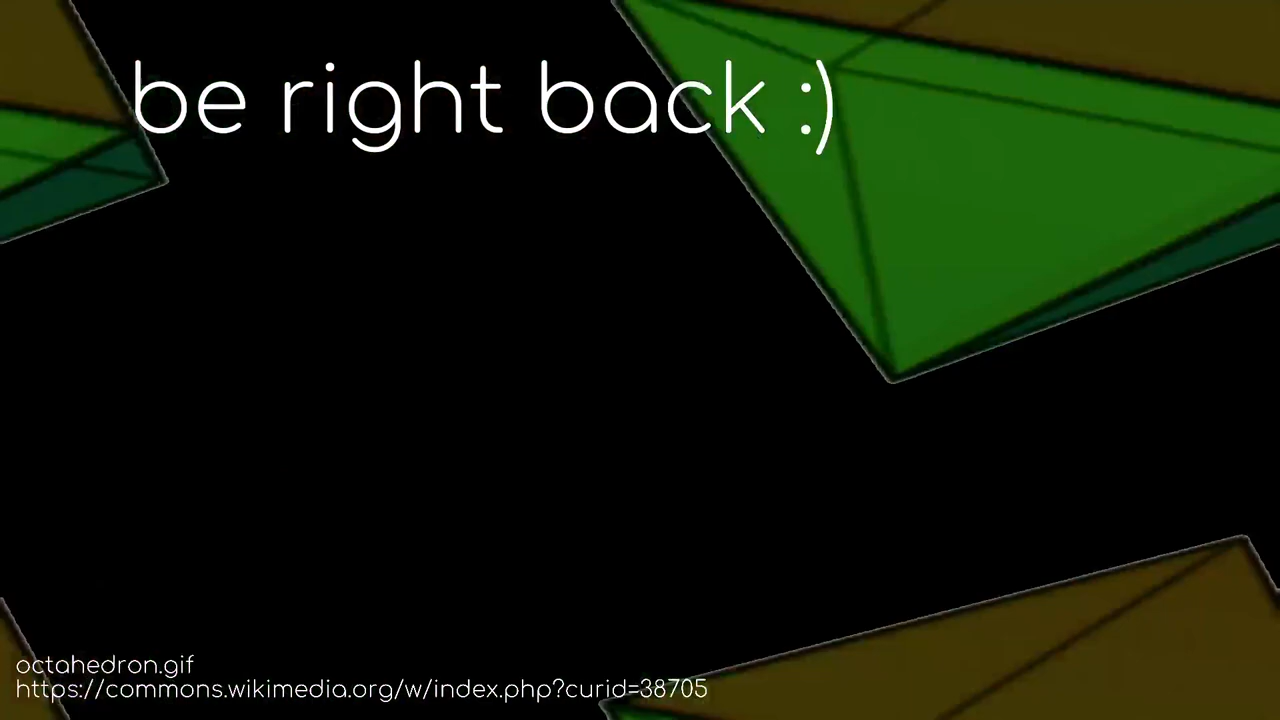 be right back :)
octahedron.gif
https://commons.wikimedia.org/w/index.php?curid=38705